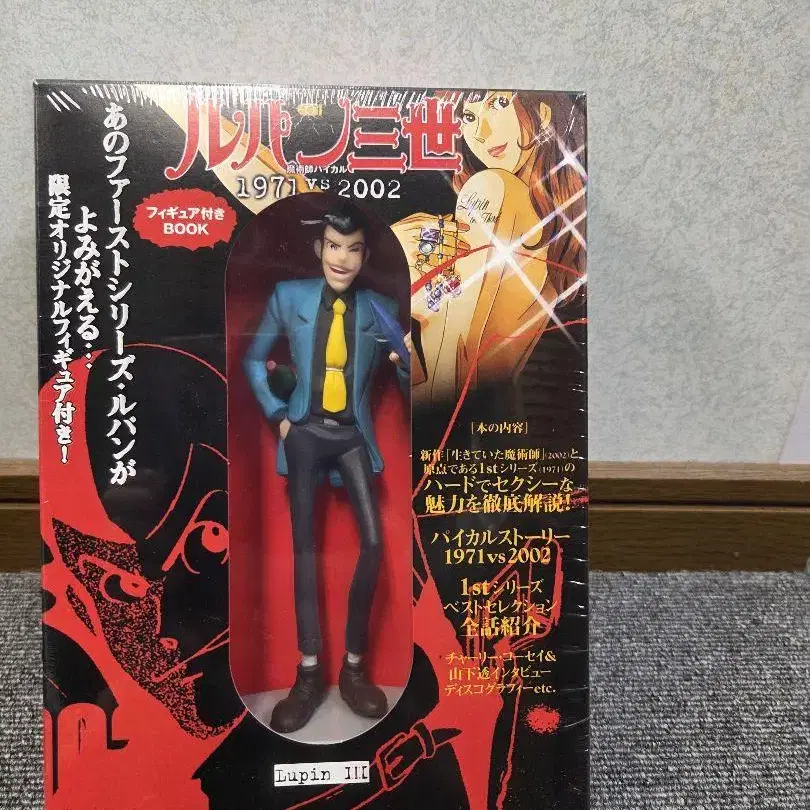 ルパン三世
魔術師パイカル
1971 vs 2002
フィギュア付き
BOOK
あのファーストシリーズ・ルパンが
よみがえる…
限定オリジナルフィギュア付き!
[本の内容]
新作「生きていた魔術師」(2002)と
原点である1stシリーズ(1971)の
ハードでセクシーな
魅力を徹底解説!
パイカルストーリー
1971vs2002
1stシリーズ
ベストセレクション
全話紹介
チャーリー・コーセイ&
山下透インタビュー
ディスコグラフィーetc.
Lupin III